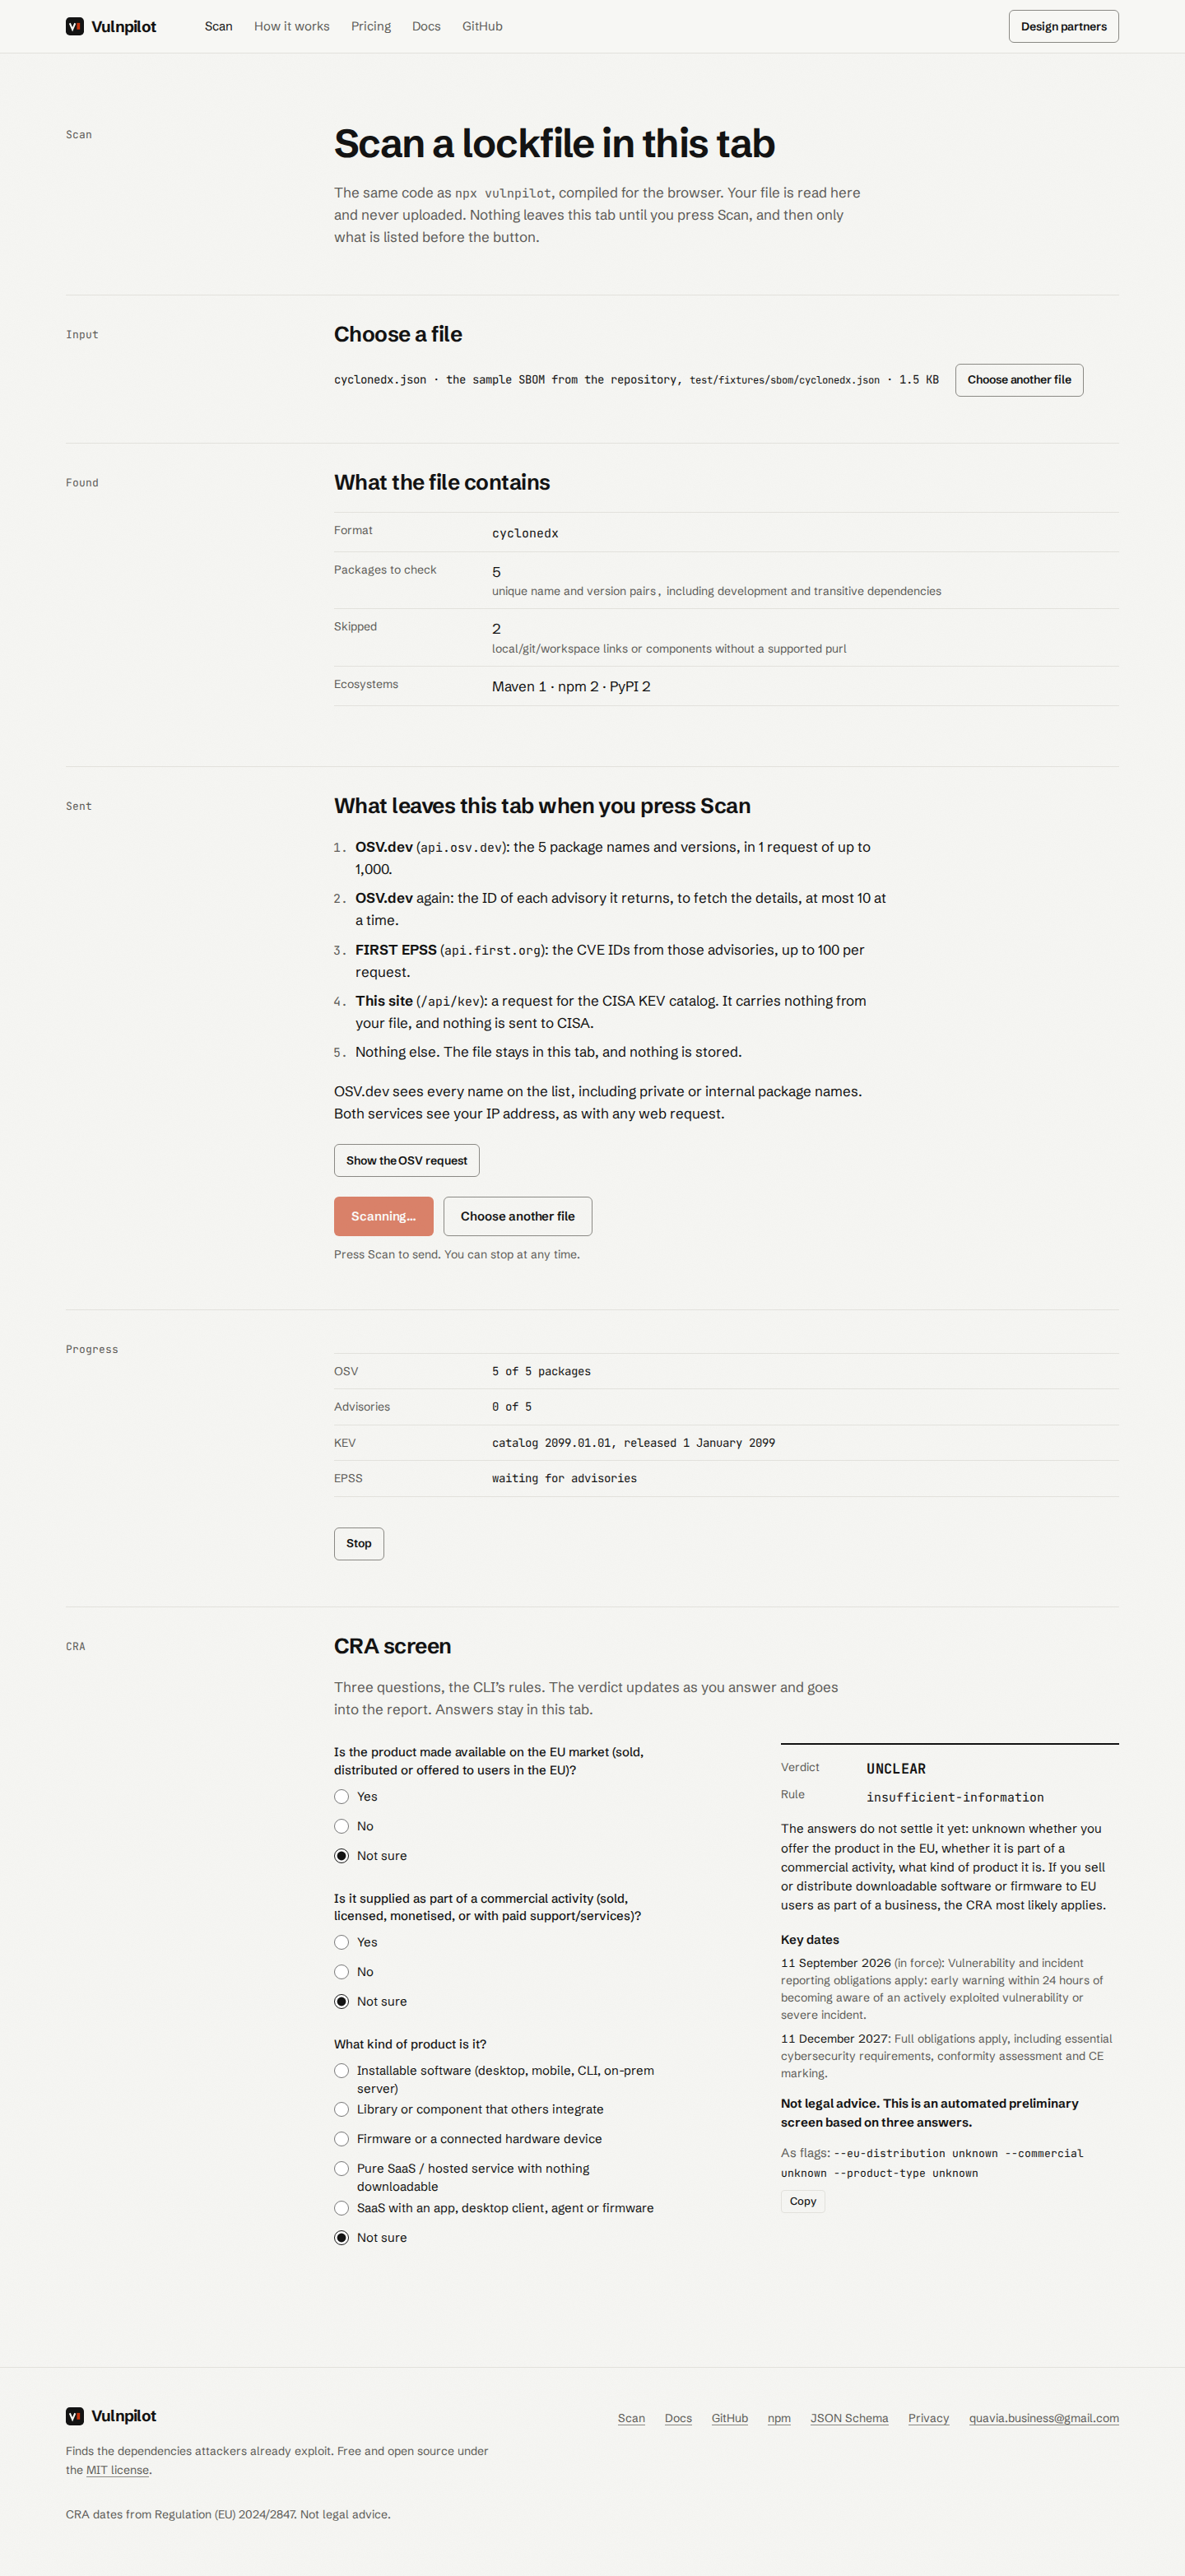 Vulnpilot
Scan
How it works
Pricing
Docs
GitHub
Design partners
Scan
Scan a lockfile in this tab
The same code as npx vulnpilot, compiled for the browser. Your file is read here
and never uploaded. Nothing leaves this tab until you press Scan, and then only
what is listed before the button.
Input
Choose a file
cyclonedx.json · the sample SBOM from the repository, test/fixtures/sbom/cyclonedx.json · 1.5 KB
Choose another file
Found
What the file contains
Format
cyclonedx
Packages to check
5
unique name and version pairs, including development and transitive dependencies
Skipped
2
local/git/workspace links or components without a supported purl
Ecosystems
Maven 1 · npm 2 · PyPI 2
Sent
What leaves this tab when you press Scan
1. OSV.dev (api.osv.dev): the 5 package names and versions, in 1 request of up to
1,000.
2. OSV.dev again: the ID of each advisory it returns, to fetch the details, at most 10 at
a time.
3. FIRST EPSS (api.first.org): the CVE IDs from those advisories, up to 100 per
request.
4. This site (/api/kev): a request for the CISA KEV catalog. It carries nothing from
your file, and nothing is sent to CISA.
5. Nothing else. The file stays in this tab, and nothing is stored.
OSV.dev sees every name on the list, including private or internal package names.
Both services see your IP address, as with any web request.
Show the OSV request
Scanning...
Choose another file
Press Scan to send. You can stop at any time.
Progress
OSV
5 of 5 packages
Advisories
0 of 5
KEV
catalog 2099.01.01, released 1 January 2099
EPSS
waiting for advisories
Stop
CRA
CRA screen
Three questions, the CLI's rules. The verdict updates as you answer and goes
into the report. Answers stay in this tab.
Is the product made available on the EU market (sold,
distributed or offered to users in the EU)?
Yes
No
Not sure
Is it supplied as part of a commercial activity (sold,
licensed, monetised, or with paid support/services)?
Yes
No
Not sure
What kind of product is it?
Installable software (desktop, mobile, CLI, on-prem
server)
Library or component that others integrate
Firmware or a connected hardware device
Pure SaaS / hosted service with nothing
downloadable
SaaS with an app, desktop client, agent or firmware
Not sure
Verdict
UNCLEAR
Rule
insufficient-information
The answers do not settle it yet: unknown whether you
offer the product in the EU, whether it is part of a
commercial activity, what kind of product it is. If you sell
or distribute downloadable software or firmware to EU
users as part of a business, the CRA most likely applies.
Key dates
11 September 2026 (in force): Vulnerability and incident
reporting obligations apply: early warning within 24 hours of
becoming aware of an actively exploited vulnerability or
severe incident.
11 December 2027: Full obligations apply, including essential
cybersecurity requirements, conformity assessment and CE
marking.
Not legal advice. This is an automated preliminary
screen based on three answers.
As flags: --eu-distribution unknown --commercial
unknown --product-type unknown
Copy
Vulnpilot
Scan
Docs
GitHub
npm
JSON Schema
Privacy
quavia.business@gmail.com
Finds the dependencies attackers already exploit. Free and open source under
the MIT license.
CRA dates from Regulation (EU) 2024/2847. Not legal advice.